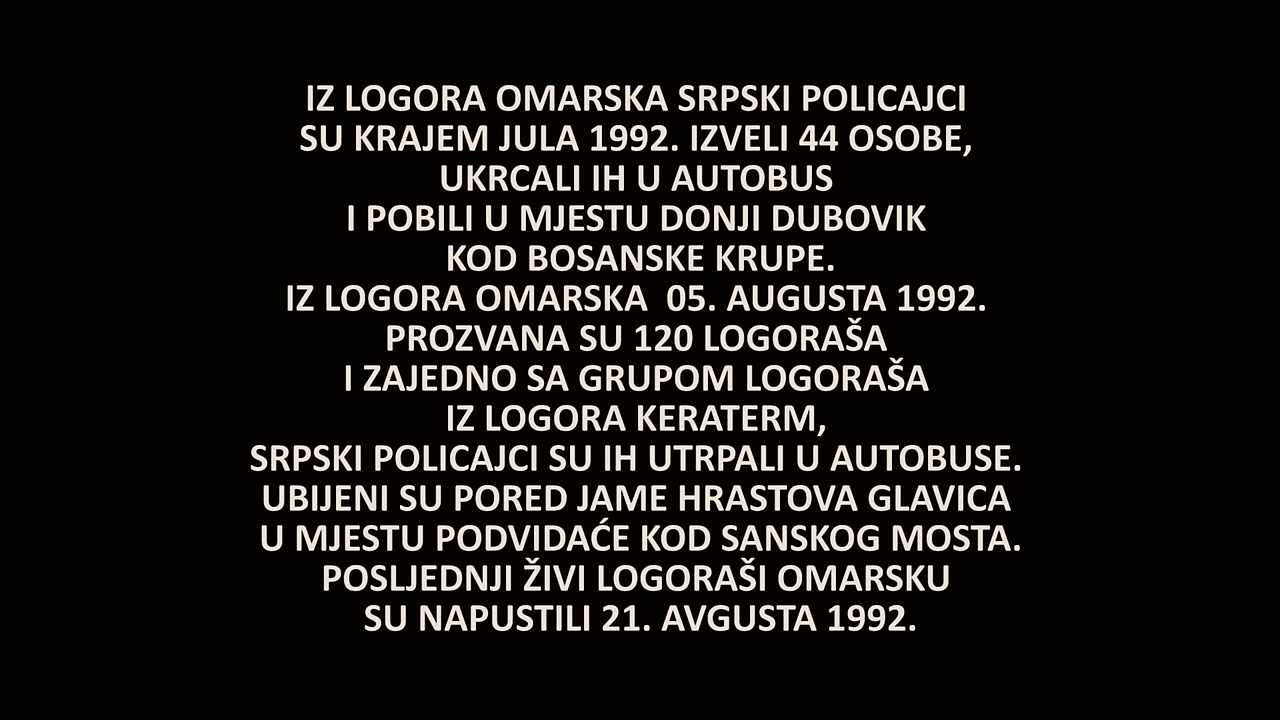 IZ LOGORA OMARSKA SRPSKI POLICAJCI
SU KRAJEM JULA 1992. IZVELI 44 OSOBE,
UKRCALI IH U AUTOBUS
I POBILI U MJESTU DONJI DUBOVIK
KOD BOSANSKE KRUPE.
IZ LOGORA OMARSKA  05. AUGUSTA 1992.
PROZVANA SU 120 LOGORAŠA
I ZAJEDNO SA GRUPOM LOGORAŠA
IZ LOGORA KERATERM,
SRPSKI POLICAJCI SU IH UTRPALI U AUTOBUSE.
UBIJENI SU PORED JAME HRASTOVA GLAVICA
U MJESTU PODVIDAĆE KOD SANSKOG MOSTA.
POSLJEDNJI ŽIVI LOGORAŠI OMARSKU
SU NAPUSTILI 21. AVGUSTA 1992.